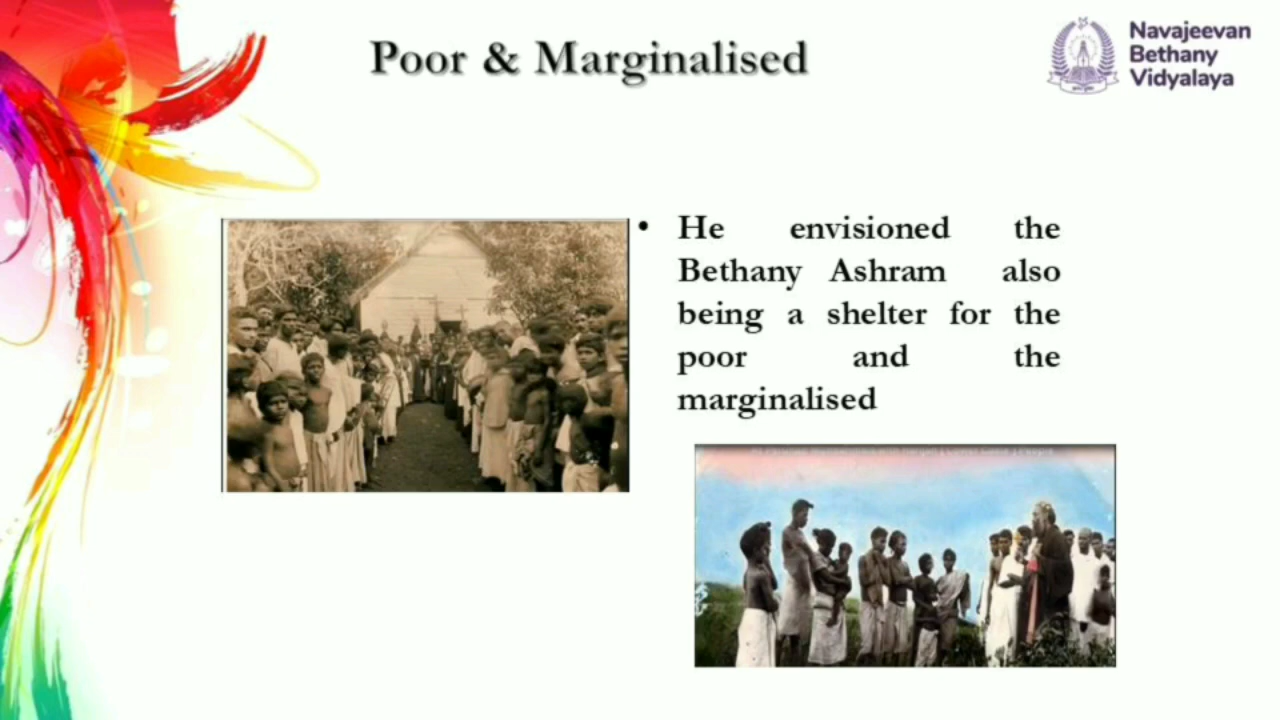 Poor & Marginalised
Navajeevan
Bethany
Vidyalaya
• He envisioned the
Bethany Ashram also
being a shelter for the
poor and the
marginalised